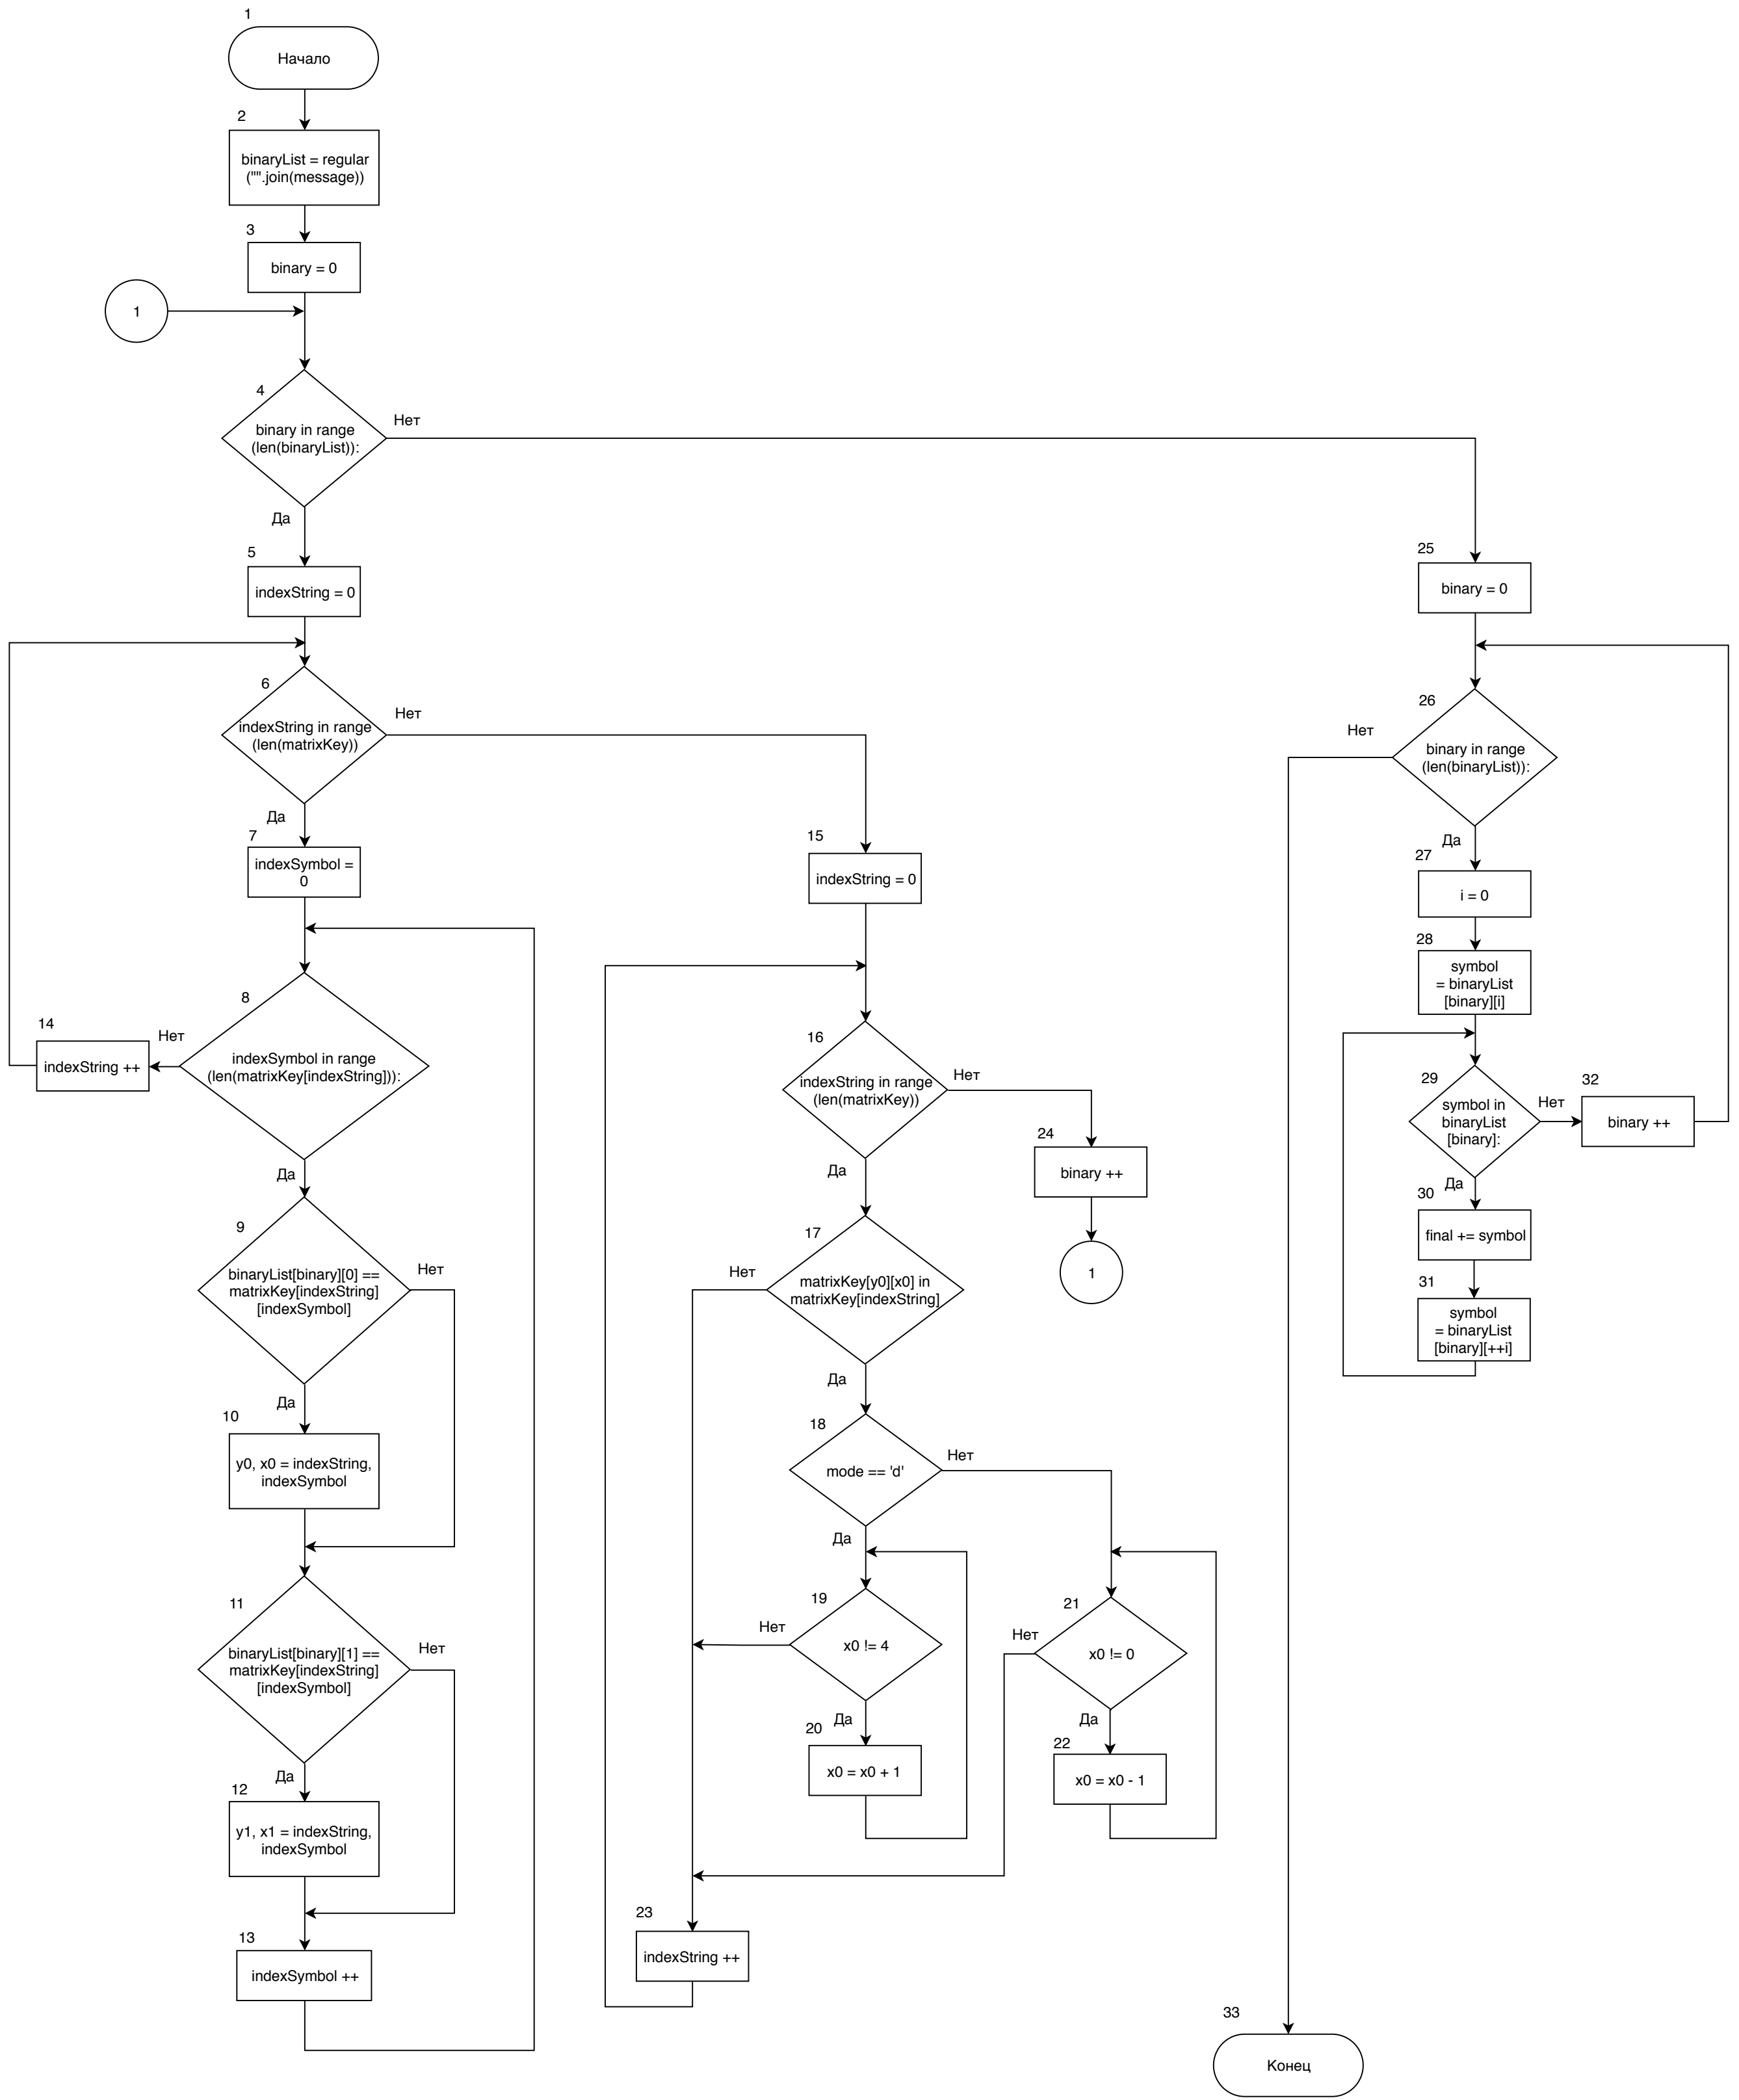 1
Начало
2
binaryList = regular
("".join(message))
3
binary = 0
1
4
binary in range
(len(binaryList)):
Нет
Да
5
indexString = 0
6
indexString in range
(len(matrixKey))
Нет
Да
7
indexSymbol =
0
8
indexSymbol in range
(len(matrixKey[indexString])):
Нет
14
indexString ++
Да
9
binaryList[binary][0] ==
matrixKey[indexString]
[indexSymbol]
Нет
Да
10
y0, x0 = indexString,
indexSymbol
11
binaryList[binary][1] ==
matrixKey[indexString]
[indexSymbol]
Нет
Да
12
y1, x1 = indexString,
indexSymbol
13
indexSymbol ++
15
indexString = 0
16
indexString in range
(len(matrixKey))
Нет
24
binary ++
1
Да
17
matrixKey[y0][x0] in
matrixKey[indexString]
Нет
Да
18
mode == 'd'
Нет
Да
19
x0 != 4
Нет
Да
20
x0 = x0 + 1
21
x0 != 0
Нет
Да
22
x0 = x0 - 1
23
indexString ++
25
binary = 0
26
binary in range
(len(binaryList)):
Нет
Да
27
i = 0
28
symbol
= binaryList
[binary][i]
29
symbol in
binaryList
[binary]:
Нет
32
binary ++
Да
30
final += symbol
31
symbol
= binaryList
[binary][++i]
33
Конец